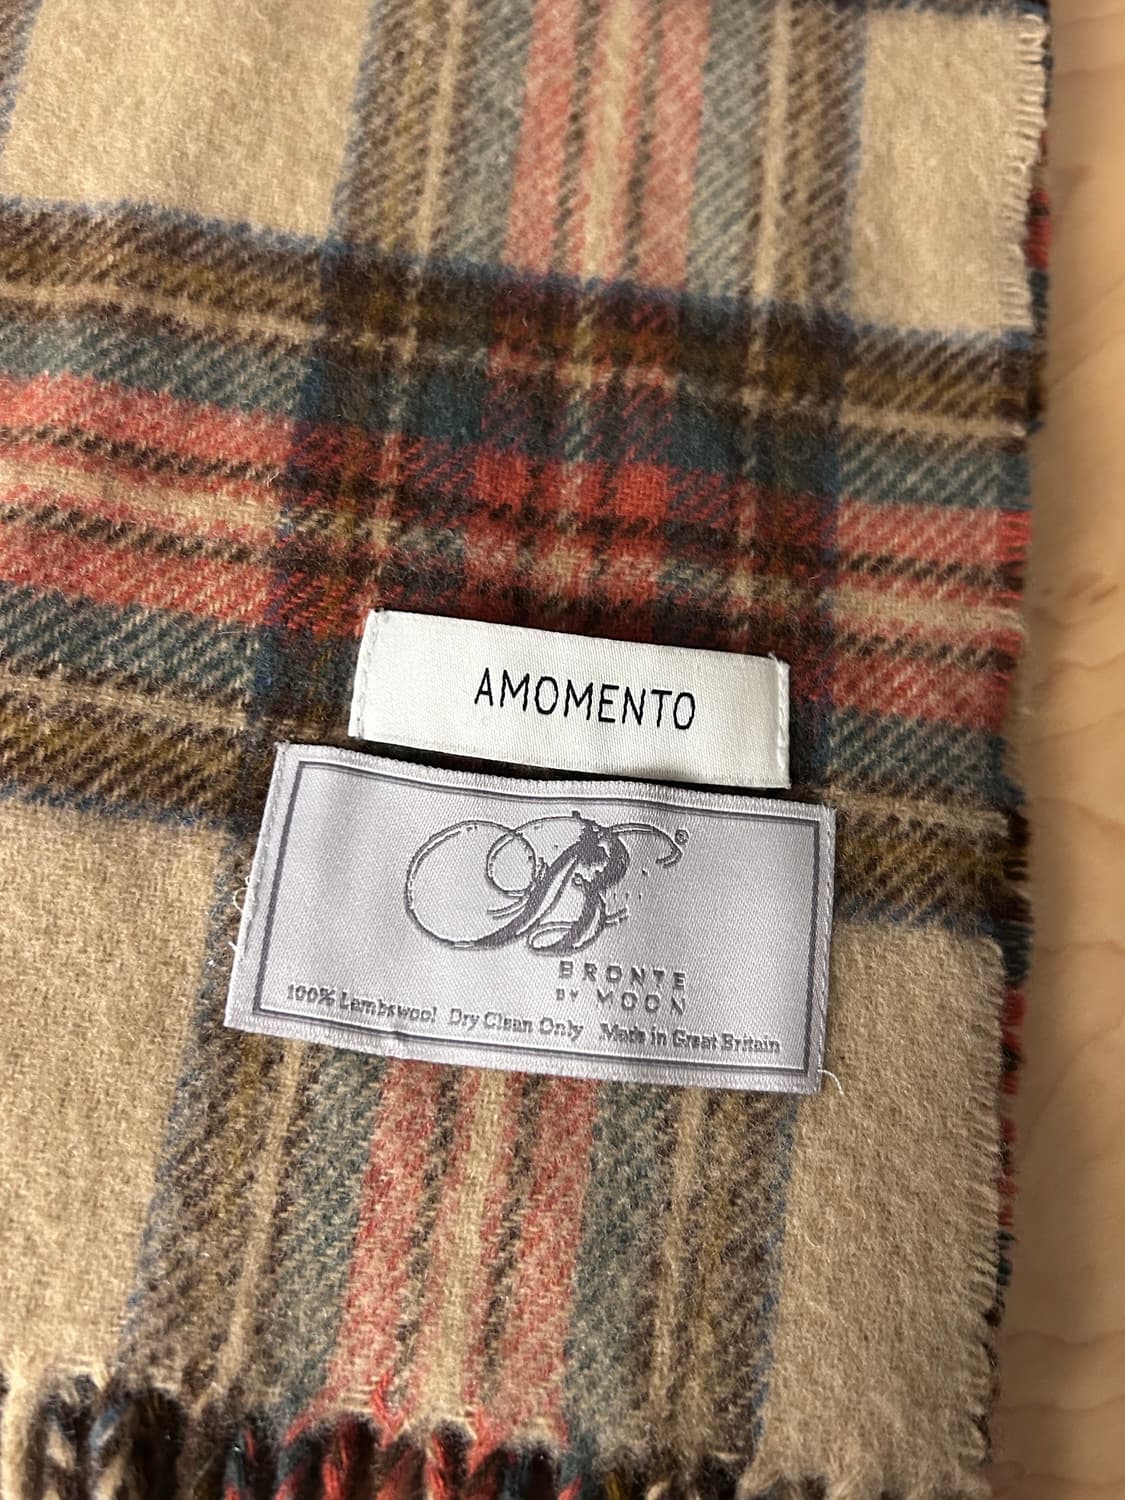 AMOMENTO
B®
BRONTE
BY MOON
100% Lambswool Dry Clean Only Made in Great Britain